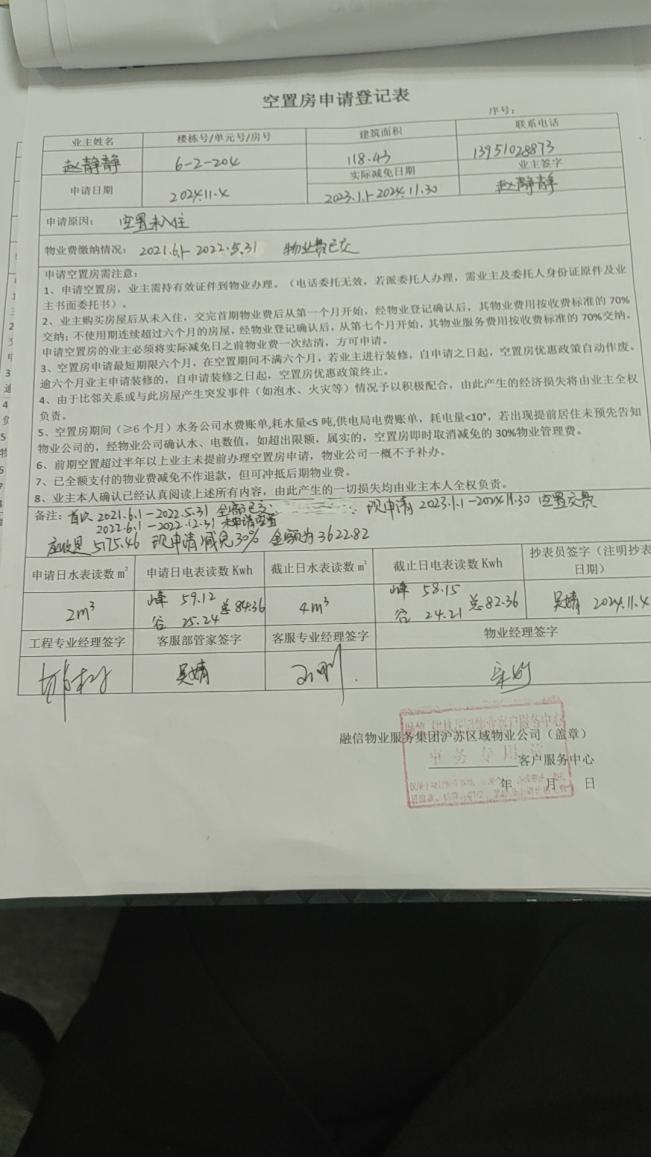 空置房申请登记表
序号：
业主姓名 楼栋号/单元号/房号 建筑面积 联系电话
赵静静 6-2-204 118.43 13951028873
申请日期 2024.11.4 实际减免日期 2023.1.1-2024.11.30 业主签字 赵静静
申请原因： 空置未入住
物业费缴纳情况： 2021.6.1-2022.5.31 物业费已交
申请空置房需注意：
1、申请空置房，业主需持有效证件到物业办理。（电话委托无效，若派委托人办理，需业主及委托人身份证原件及业
主书面委托书）。
2、业主购买房屋后从未入住，交完首期物业费后从第一个月开始，经物业登记确认后，其物业费用按收费标准的70%
交纳；不使用期连续超过六个月的房屋，经物业登记确认后，从第七个月开始，其物业服务费用按收费标准的70%交纳。
申请空置房的业主必须将实际减免日之前物业费一次结清，方可申请。
3、空置房申请最短期限六个月，在空置期间不满六个月，若业主进行装修，自申请之日起，空置房优惠政策自动作废。
逾六个月业主申请装修的，自申请装修之日起，空置房优惠政策终止。
4、由于比邻关系或与此房屋产生突发事件（如泡水、火灾等）情况予以积极配合，由此产生的经济损失将由业主全权
负责。
5、空置房期间（≥6个月）水务公司水费账单,耗水量<5 吨,供电局电费账单，耗电量<10°，若出现提前居住未预先告知
物业公司的，经物业公司确认水、电数值，如超出限额，属实的，空置房即时取消减免的30%物业管理费。
6、前期空置超过半年以上业主未提前办理空置房申请，物业公司一概不予补办。
7、已全额支付的物业费减免不作退款，但可冲抵后期物业费。
8、业主本人确认已经认真阅读上述所有内容，由此产生的一切损失均由业主本人全权负责。
备注： 首次2021.6.1-2022.5.31 全额已交 现申请2023.1.1-2024.11.30空置交费
2022.6.1-2022.12.31 未申请空置
5175.46 现申请减免30% 金额为3622.82
申请日水表读数 m³ 申请日电表读数 Kwh 截止日水表读数 m³ 截止日电表读数 Kwh 抄表员签字（注明抄表日期）
2m³ 峰 59.12 谷 25.24 总84.36 4m³ 峰 58.15 谷 24.21 总82.36 吴婧 2024.11.4
工程专业经理签字 客服部管家签字 客服专业经理签字 物业经理签字
吴婧
融信物业服务集团沪苏区域物业公司（盖章）
客户服务中心
年 月 日